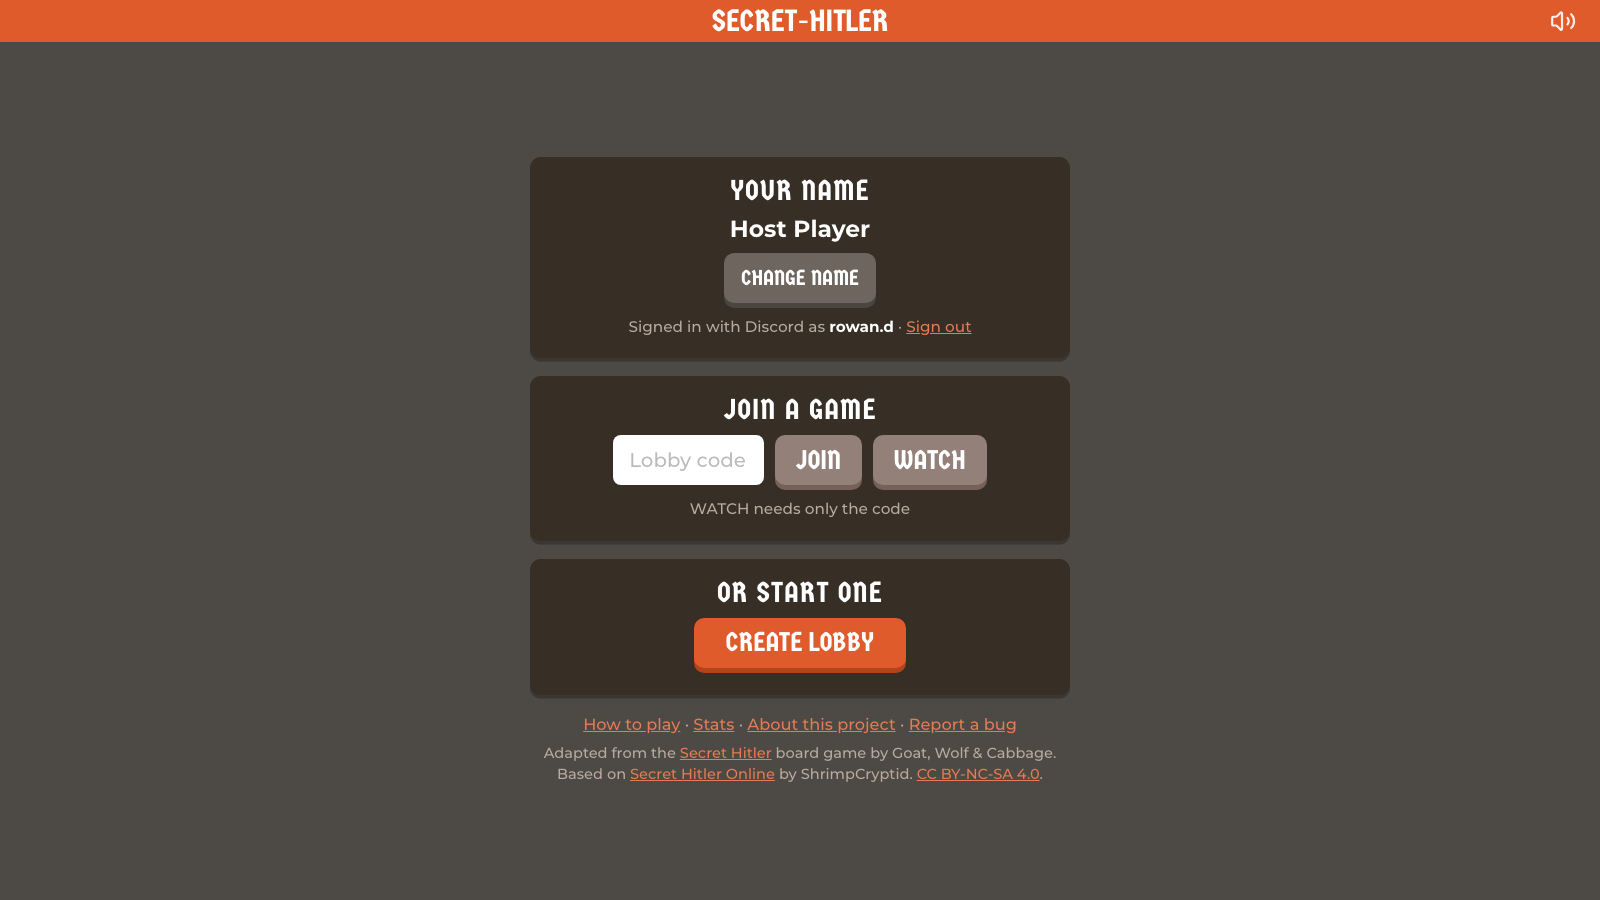 SECRET-HITLER
YOUR NAME
Host Player
CHANGE NAME
Signed in with Discord as rowan.d · Sign out
JOIN A GAME
Lobby code JOIN WATCH
WATCH needs only the code
OR START ONE
CREATE LOBBY
How to play · Stats · About this project · Report a bug
Adapted from the Secret Hitler board game by Goat, Wolf & Cabbage.
Based on Secret Hitler Online by ShrimpCryptid. CC BY-NC-SA 4.0.